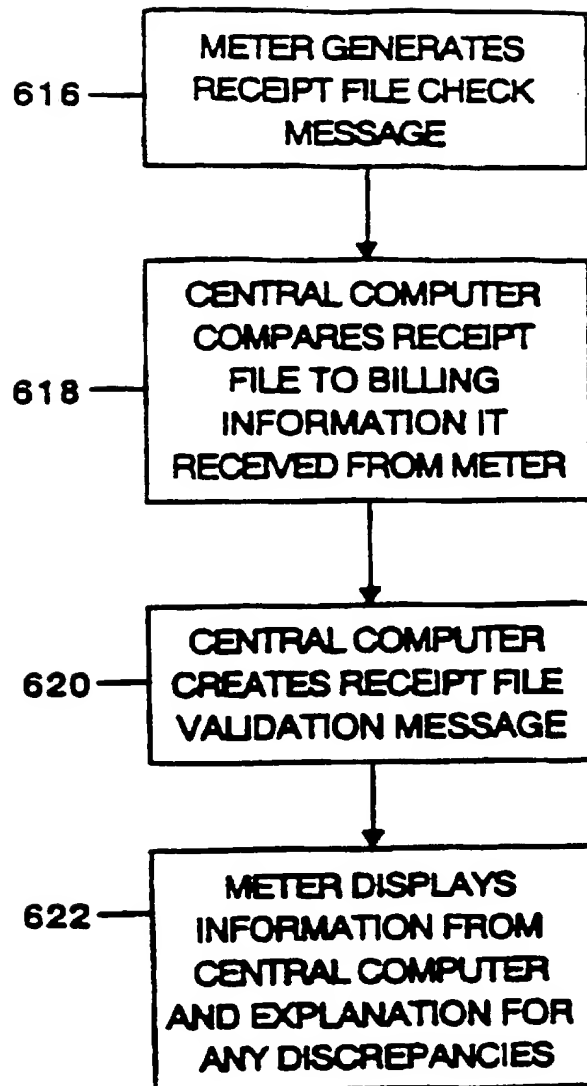 616
METER GENERATES
RECEIPT FILE CHECK
MESSAGE
618
CENTRAL COMPUTER
COMPARES RECEIPT
FILE TO BILLING
INFORMATION IT
RECEIVED FROM METER
620
CENTRAL COMPUTER
CREATES RECEIPT FILE
VALIDATION MESSAGE
622
METER DISPLAYS
INFORMATION FROM
CENTRAL COMPUTER
AND EXPLANATION FOR
ANY DISCREPANCIES